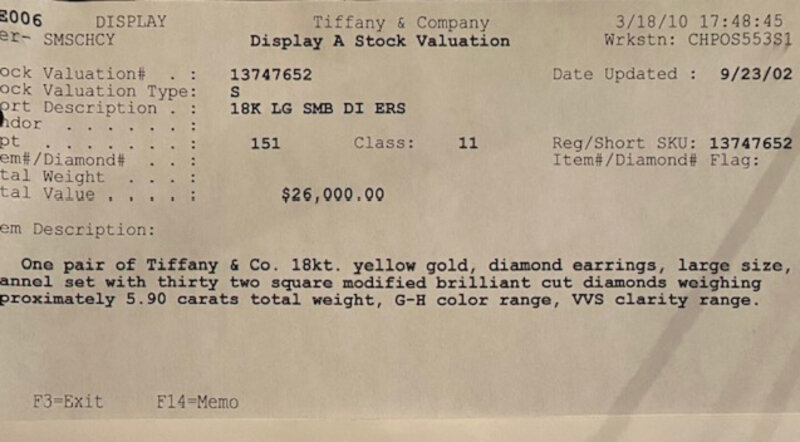 E006 DISPLAY Tiffany & Company 3/18/10 17:48:45
er- SMSCHCY Display A Stock Valuation Wrkstn: CHPOS553S1
ock Valuation# . : 13747652 Date Updated : 9/23/02
ock Valuation Type: S
ort Description . : 18K LG SMB DI ERS
ndor . . . . . . :
pt . . . . . . . : 151 Class: 11 Reg/Short SKU: 13747652
em#/Diamond# . . : Item#/Diamond# Flag:
tal Weight . . . :
tal Value . . . . : $26,000.00
em Description:
One pair of Tiffany & Co. 18kt. yellow gold, diamond earrings, large size,
annel set with thirty two square modified brilliant cut diamonds weighing
proximately 5.90 carats total weight, G-H color range, VVS clarity range.
F3=Exit F14=Memo